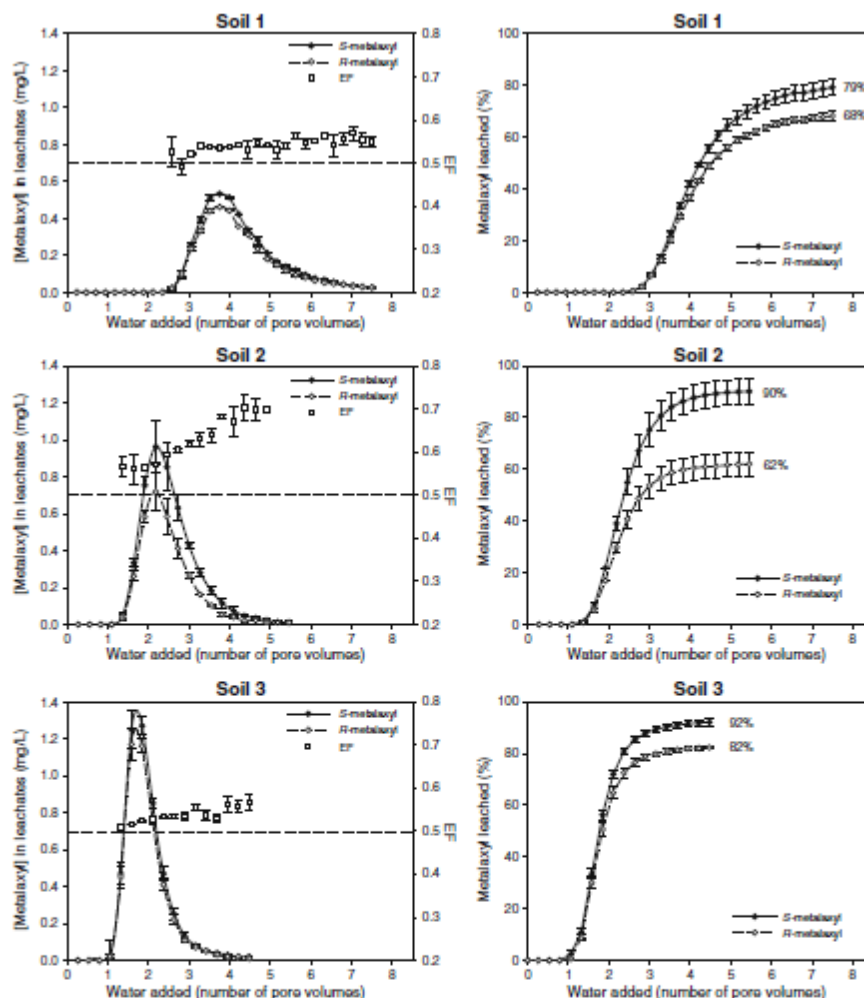 Soil 1
1.4
1.2
1.0
0.8
0.6
0.4
0.2
0.0
0.8
0.7
0.6
0.5
0.4
0.3
0.2
[Metalaxyl] in leachates (mg/L)
EF
S-metalaxyl
R-metalaxyl
EF
0 1 2 3 4 5 6 7 8
Water added (number of pore volumes)
Soil 1
100
80
60
40
20
0
Metalaxyl leached (%)
79%
68%
S-metalaxyl
R-metalaxyl
0 1 2 3 4 5 6 7 8
Water added (number of pore volumes)
Soil 2
1.4
1.2
1.0
0.8
0.6
0.4
0.2
0.0
0.8
0.7
0.6
0.5
0.4
0.3
0.2
[Metalaxyl] in leachates (mg/L)
EF
S-metalaxyl
R-metalaxyl
EF
0 1 2 3 4 5 6 7 8
Water added (number of pore volumes)
Soil 2
100
80
60
40
20
0
Metalaxyl leached (%)
90%
62%
S-metalaxyl
R-metalaxyl
0 1 2 3 4 5 6 7 8
Water added (number of pore volumes)
Soil 3
1.4
1.2
1.0
0.8
0.6
0.4
0.2
0.0
0.8
0.7
0.6
0.5
0.4
0.3
0.2
[Metalaxyl] in leachates (mg/L)
EF
S-metalaxyl
R-metalaxyl
EF
0 1 2 3 4 5 6 7 8
Water added (number of pore volumes)
Soil 3
100
80
60
40
20
0
Metalaxyl leached (%)
92%
82%
S-metalaxyl
R-metalaxyl
0 1 2 3 4 5 6 7 8
Water added (number of pore volumes)